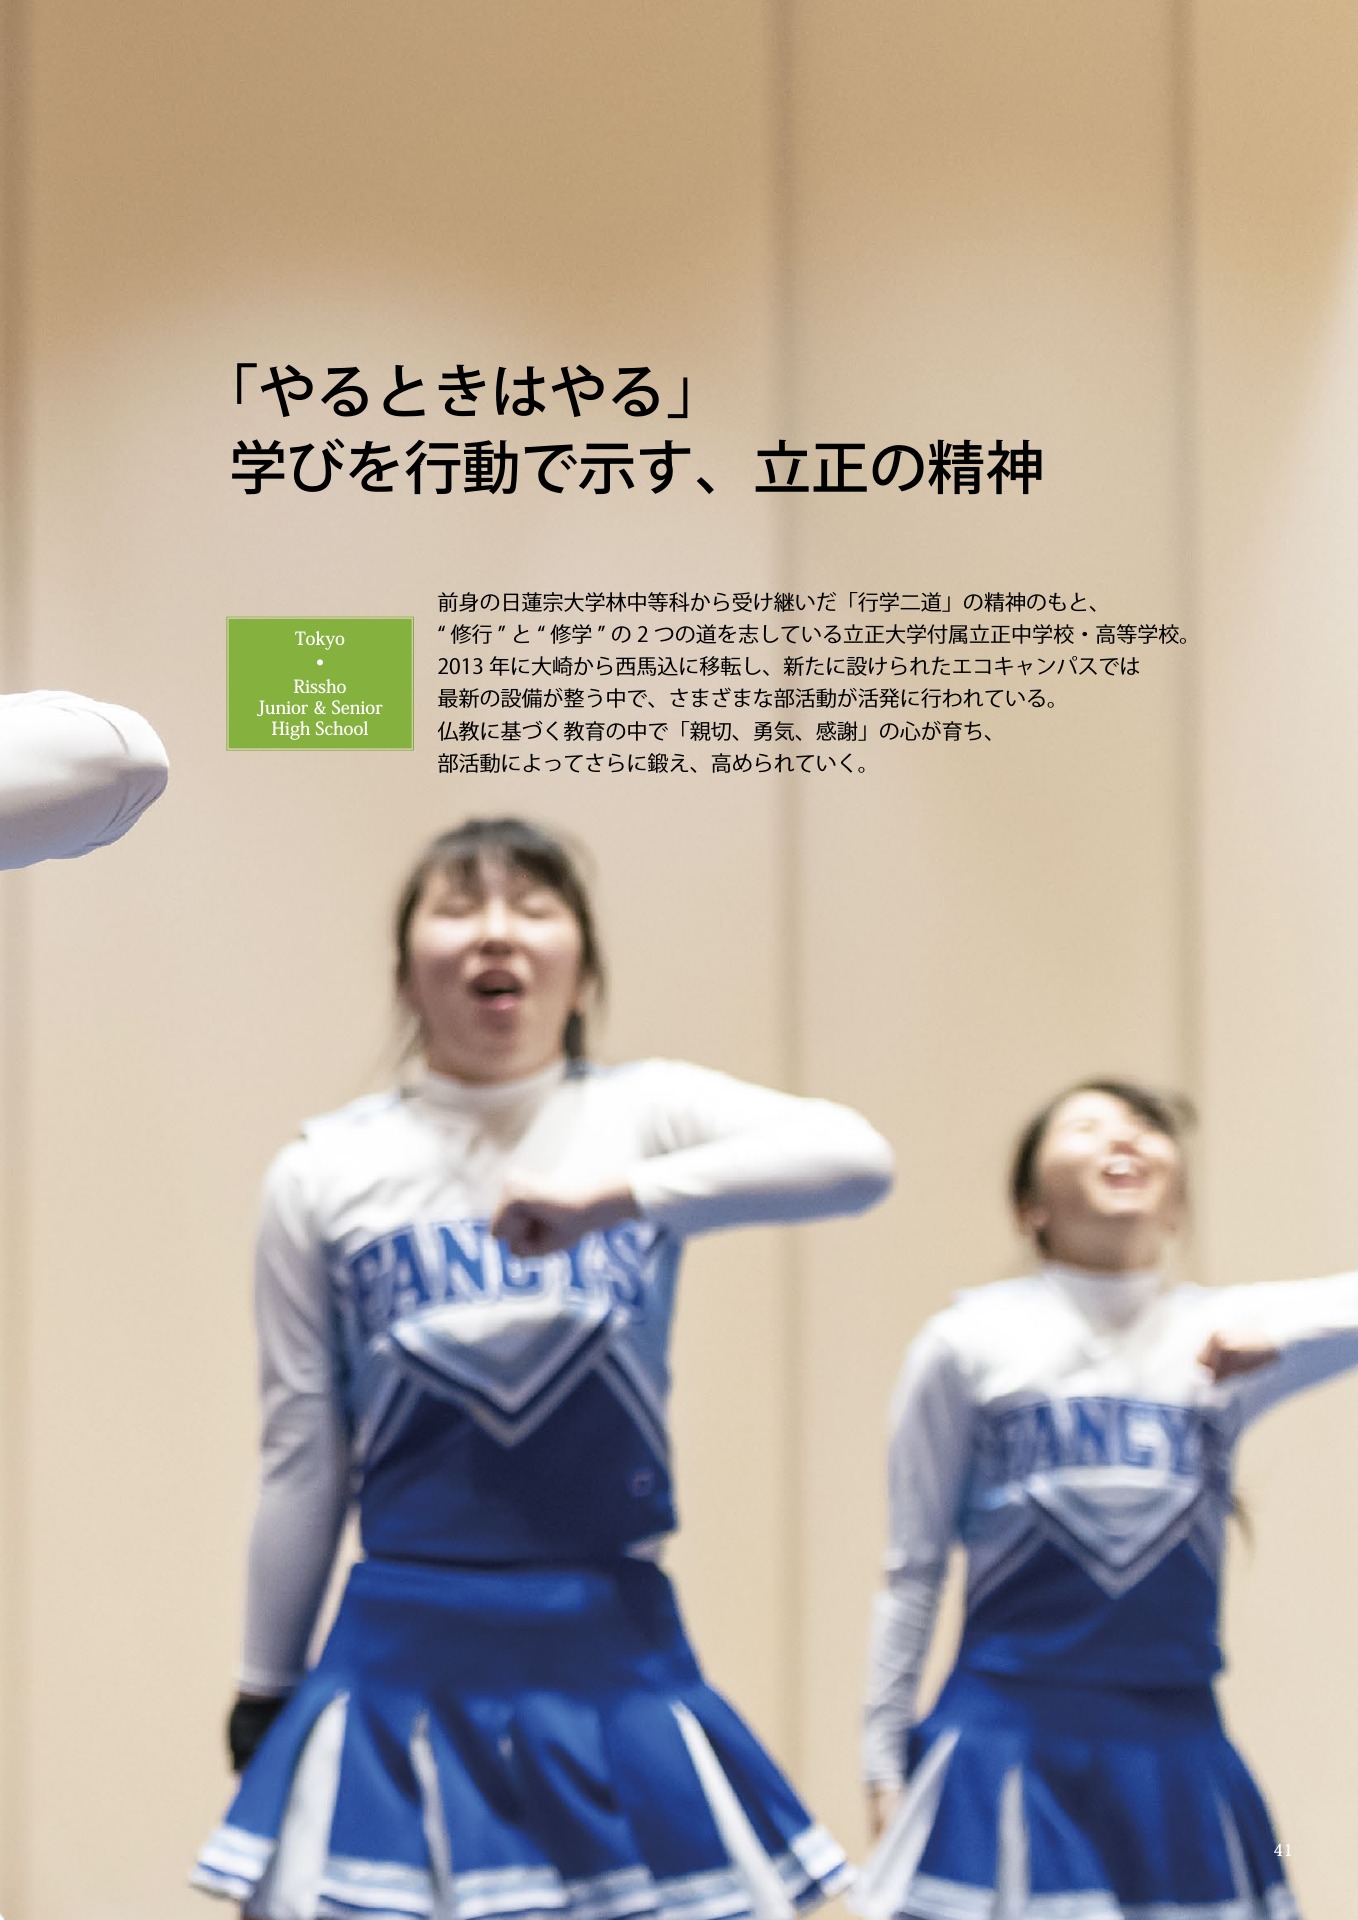 「やるときはやる」
学びを行動で示す、立正の精神
Tokyo
•
Rissho
Junior & Senior
High School
前身の日蓮宗大学林中等科から受け継いだ「行学二道」の精神のもと、
“ 修行 ” と “ 修学 ” の 2 つの道を志している立正大学付属立正中学校・高等学校。
2013 年に大崎から西馬込に移転し、新たに設けられたエコキャンパスでは
最新の設備が整う中で、さまざまな部活動が活発に行われている。
仏教に基づく教育の中で「親切、勇気、感謝」の心が育ち、
部活動によってさらに鍛え、高められていく。
FANCYS
FANCY
41